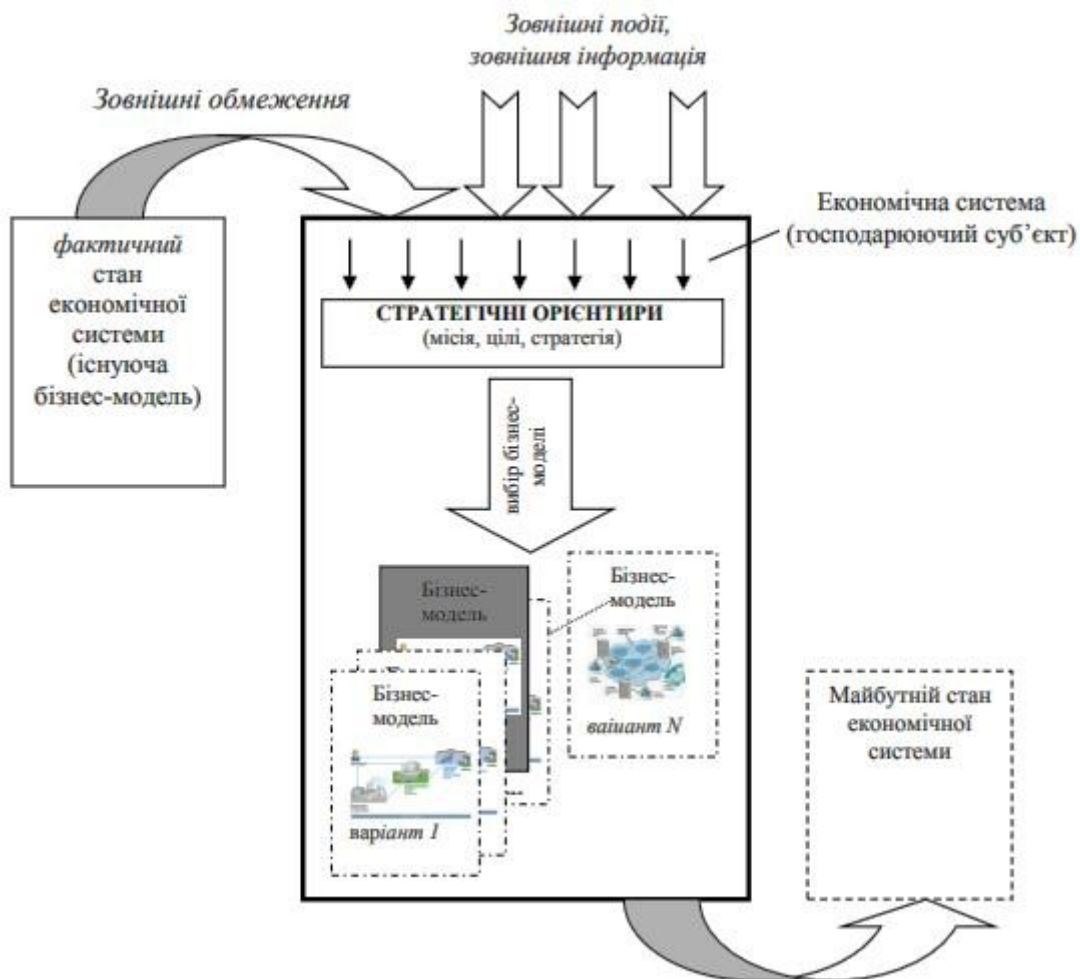 Зовнішні події,
зовнішня інформація
Зовнішні обмеження
Економічна система
(господарюючий суб’єкт)
фактичний
стан
економічної
системи
(існуюча
бізнес-модель)
СТРАТЕГІЧНІ ОРІЄНТИРИ
(місія, цілі, стратегія)
вибір бізнес-
моделі
Бізнес-
модель
Бізнес-
модель
ваіиант N
Бізнес-
модель
варіант 1
Майбутній стан
економічної
системи